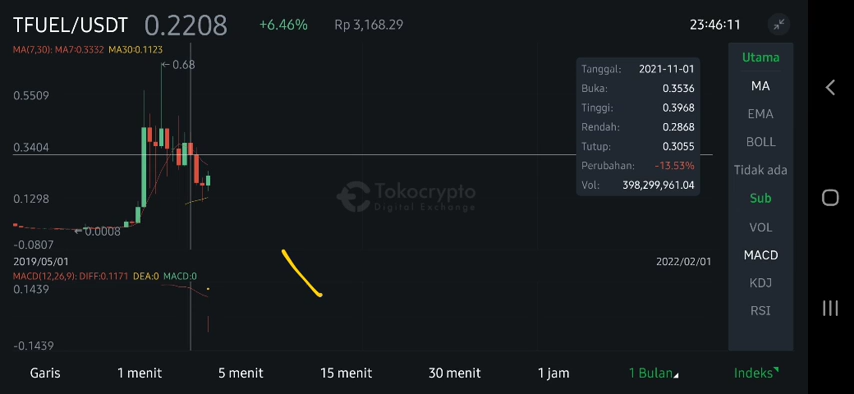 TFUEL/USDT 0.2208 +6.46% Rp 3,168.29 23:46:11
MA(7,30): MA7:0.3332 MA30:0.1123
← 0.68
0.5509
0.3404
0.1298
← 0.0008
-0.0807
2019/05/01 2022/02/01
Tanggal: 2021-11-01
Buka: 0.3536
Tinggi: 0.3968
Rendah: 0.2868
Tutup: 0.3055
Perubahan: -13.53%
Vol: 398,299,961.04
Tokocrypto
Digital Exchange
MACD(12,26,9): DIFF:0.1171 DEA:0 MACD:0
0.1439
-0.1439
Utama
MA
EMA
BOLL
Tidak ada
Sub
VOL
MACD
KDJ
RSI
Garis 1 menit 5 menit 15 menit 30 menit 1 jam 1 Bulan Indeks